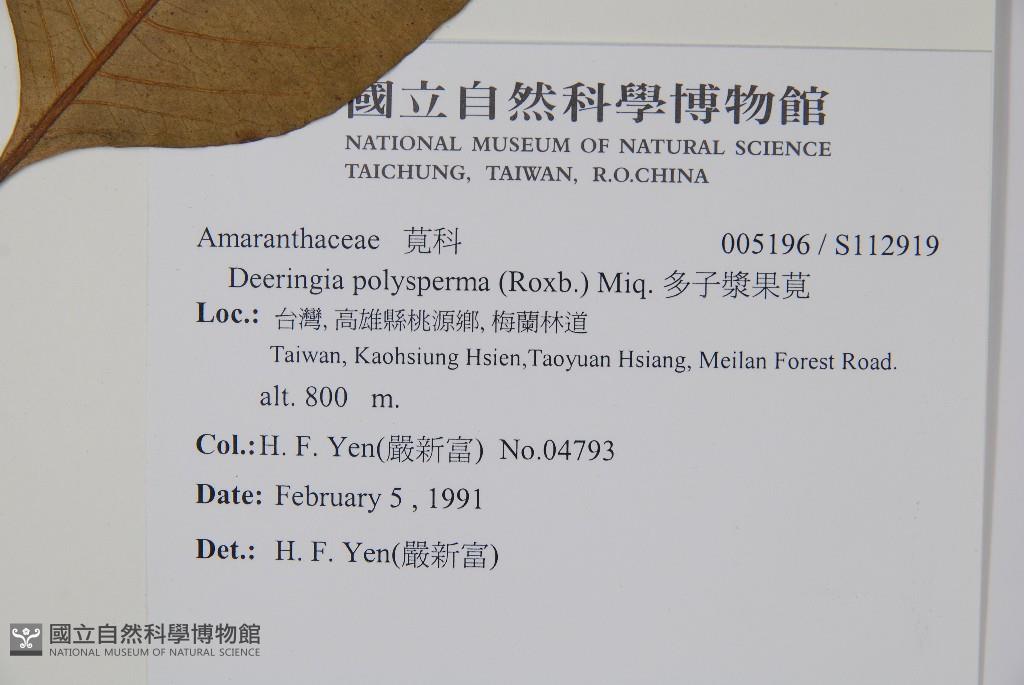 國立自然科學博物館
NATIONAL MUSEUM OF NATURAL SCIENCE
TAICHUNG, TAIWAN, R.O.CHINA
Amaranthaceae 莧科 005196 / S112919
Deeringia polysperma (Roxb.) Miq. 多子漿果莧
Loc.: 台灣, 高雄縣桃源鄉, 梅蘭林道
Taiwan, Kaohsiung Hsien,Taoyuan Hsiang, Meilan Forest Road.
alt. 800 m.
Col.: H. F. Yen(嚴新富) No.04793
Date: February 5 , 1991
Det.: H. F. Yen(嚴新富)
國立自然科學博物館
NATIONAL MUSEUM OF NATURAL SCIENCE